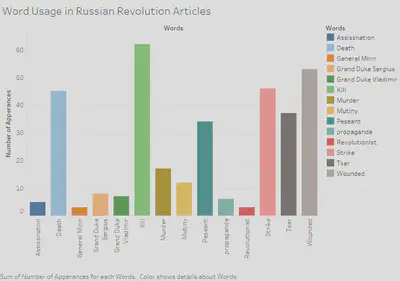 Word Usage in Russian Revolution Articles
Words
Number of Apperances
60
50
40
30
20
10
0
Assissnation
Death
General Minn
Grand Duke
Sergius
Grand Duke
Vladimir
Kill
Murder
Mutiny
Peseant
propaganda
Revolutionist
Strike
Tsar
Wounded
Words
Assissnation
Death
General Minn
Grand Duke Sergius
Grand Duke Vladimir
Kill
Murder
Mutiny
Peseant
propaganda
Revolutionist
Strike
Tsar
Wounded
Sum of Number of Apperances for each Words. Color shows details about Words.